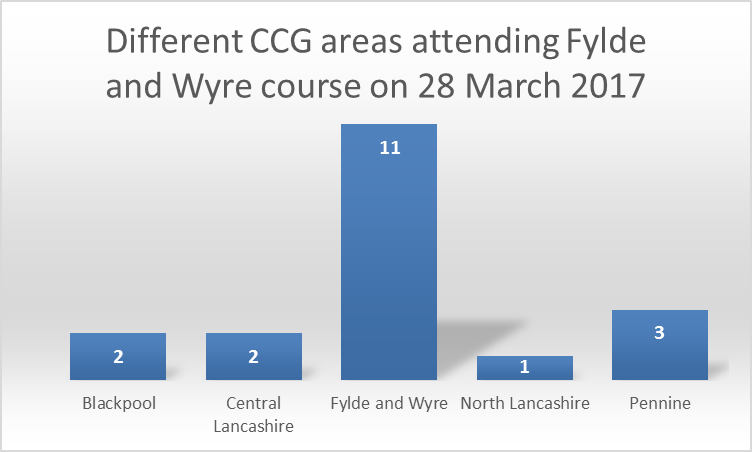 Different CCG areas attending Fylde
and Wyre course on 28 March 2017
11
2
2
1
3
Blackpool
Central
Lancashire
Fylde and Wyre
North Lancashire
Pennine